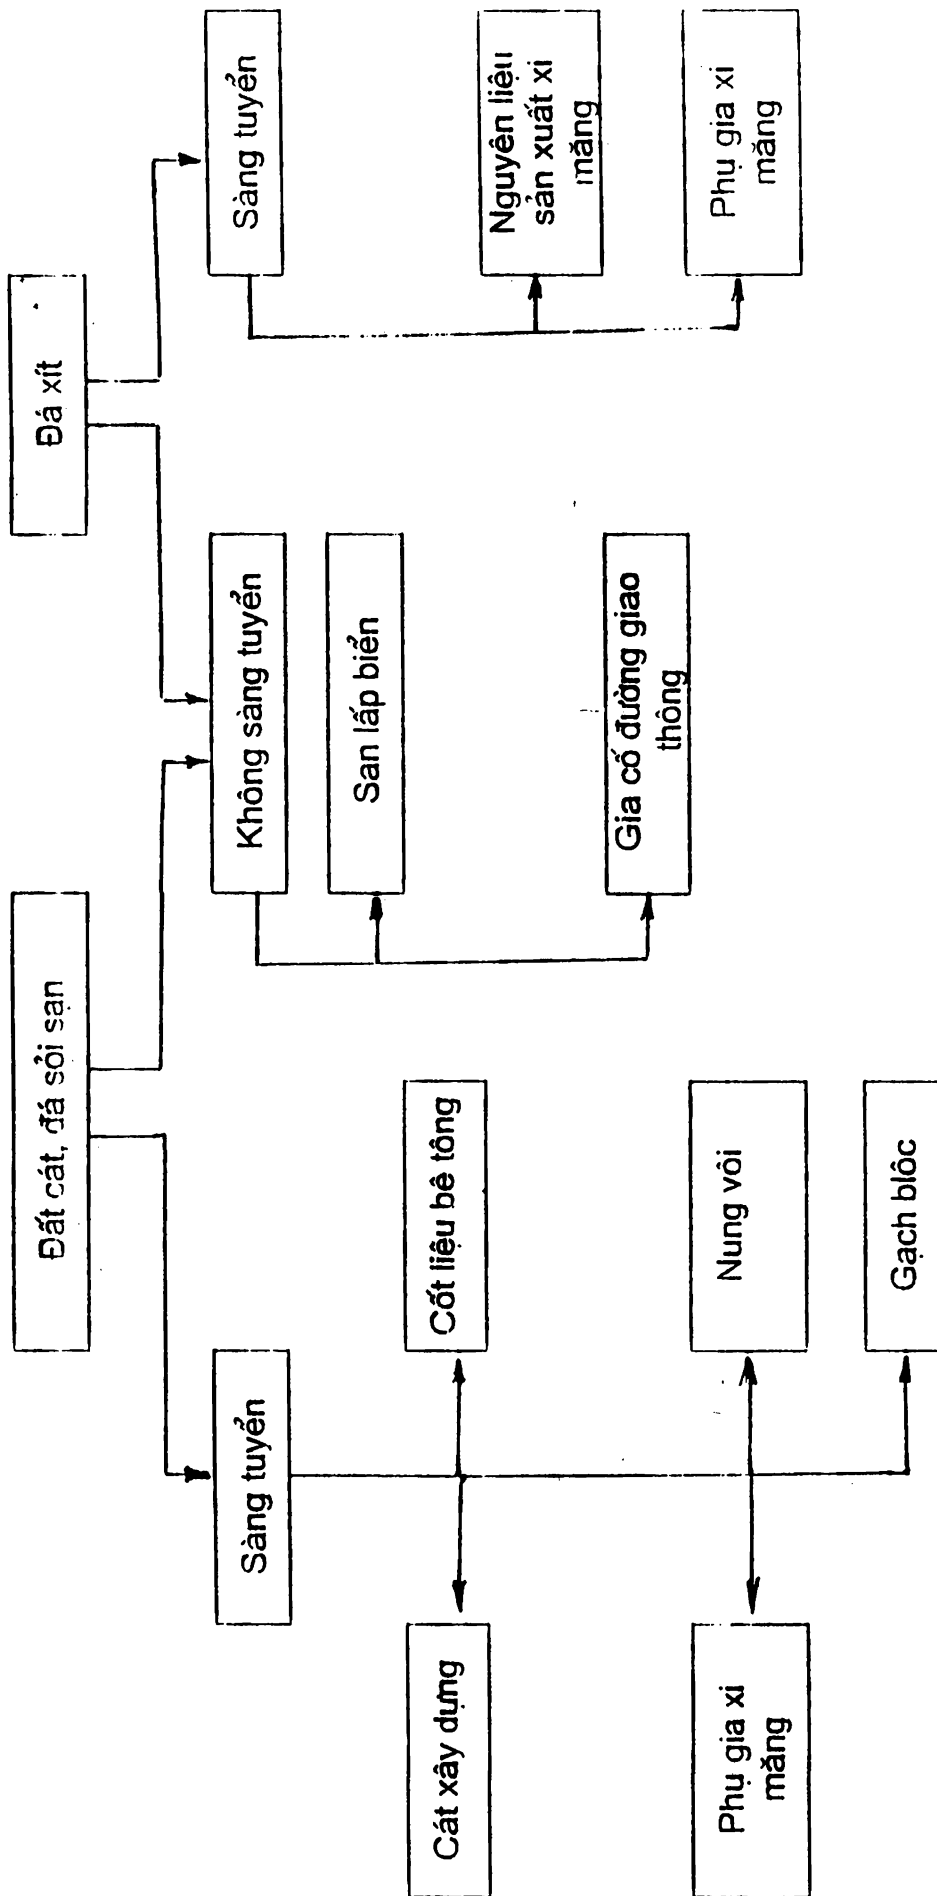 Đất cát, đá sỏi sạn
Đá xít
Sàng tuyển
Không sàng tuyển
Sàng tuyển
San lấp biển
Cát xây dựng
Cốt liệu bê tông
Gia cố đường giao
thông
Nguyên liệu
sản xuất xi
măng
Phụ gia xi
măng
Nung vôi
Phụ gia xi
măng
Gạch blôc